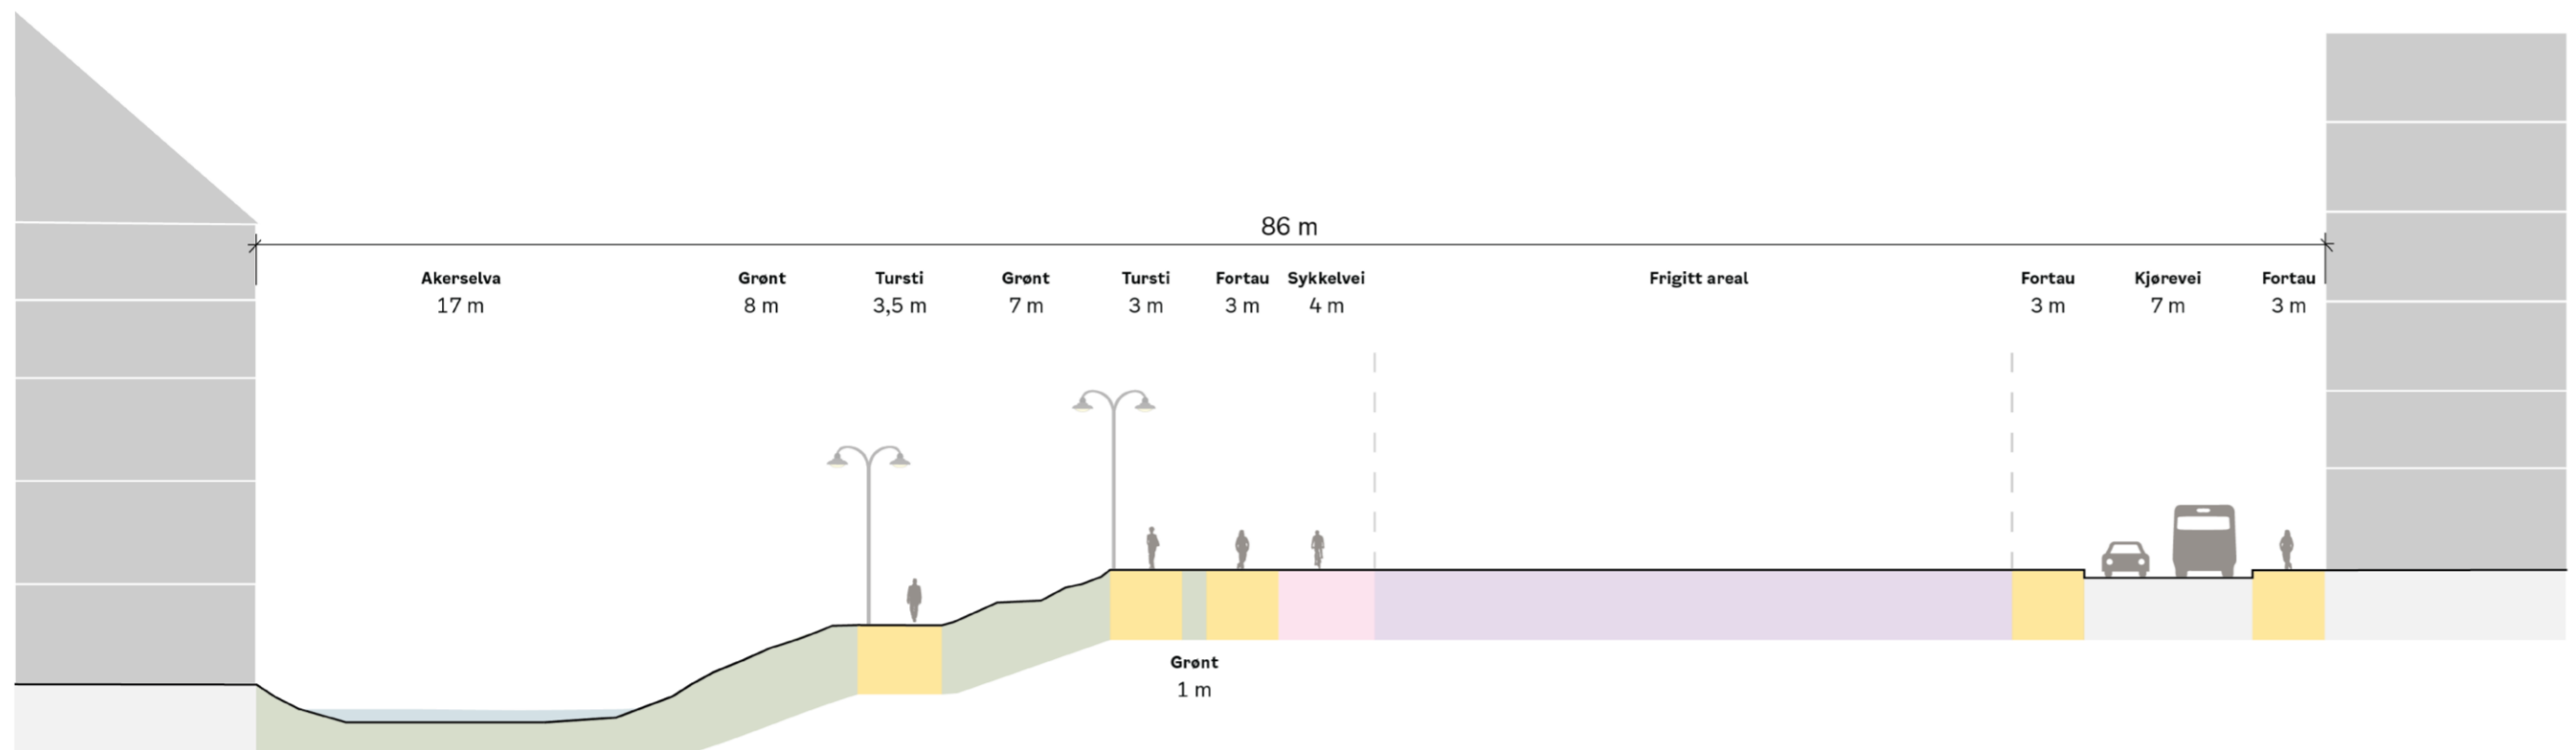 86 m
Akerselva
17 m
Grønt
8 m
Tursti
3,5 m
Grønt
7 m
Tursti
3 m
Fortau
3 m
Sykkelvei
4 m
Frigitt areal
Fortau
3 m
Kjørevei
7 m
Fortau
3 m
Grønt
1 m